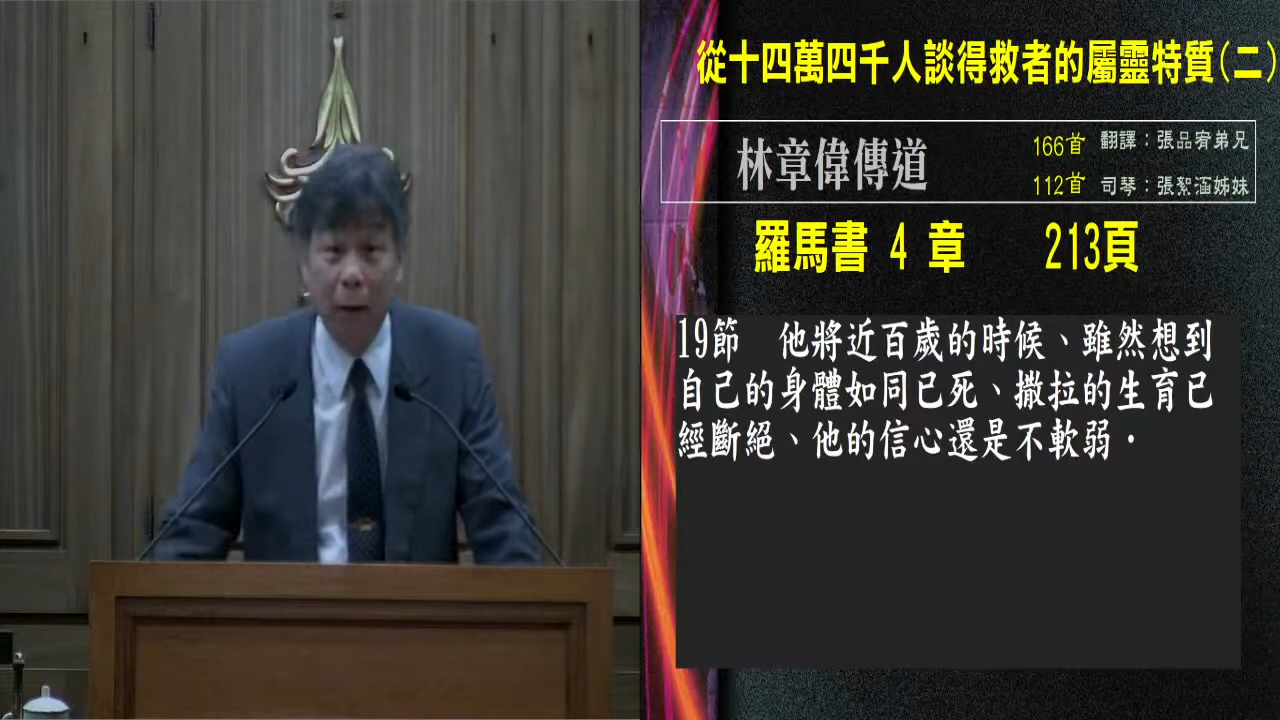 從十四萬四千人談得救者的屬靈特質(二)
林章偉傳道
166首 翻譯：張品宥弟兄
112首 司琴：張絮涵姊妹
羅馬書 4 章 213頁
19節 他將近百歲的時候、雖然想到
自己的身體如同已死、撒拉的生育已
經斷絕、他的信心還是不軟弱．